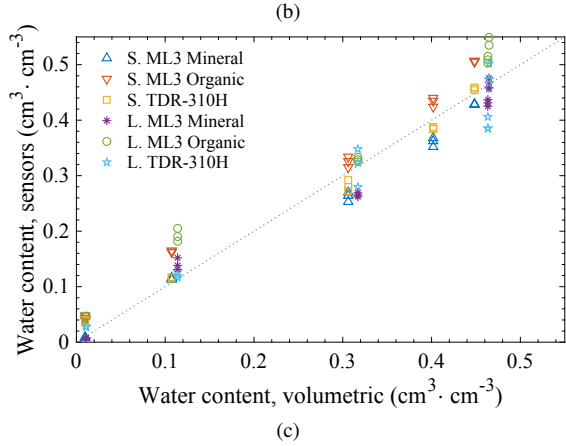 (b)
0.5
0.4
0.3
0.2
0.1
0
Water content, sensors (cm³· cm⁻³)
S. ML3 Mineral
S. ML3 Organic
S. TDR-310H
L. ML3 Mineral
L. ML3 Organic
L. TDR-310H
0 0.1 0.2 0.3 0.4 0.5
Water content, volumetric (cm³· cm⁻³)
(c)